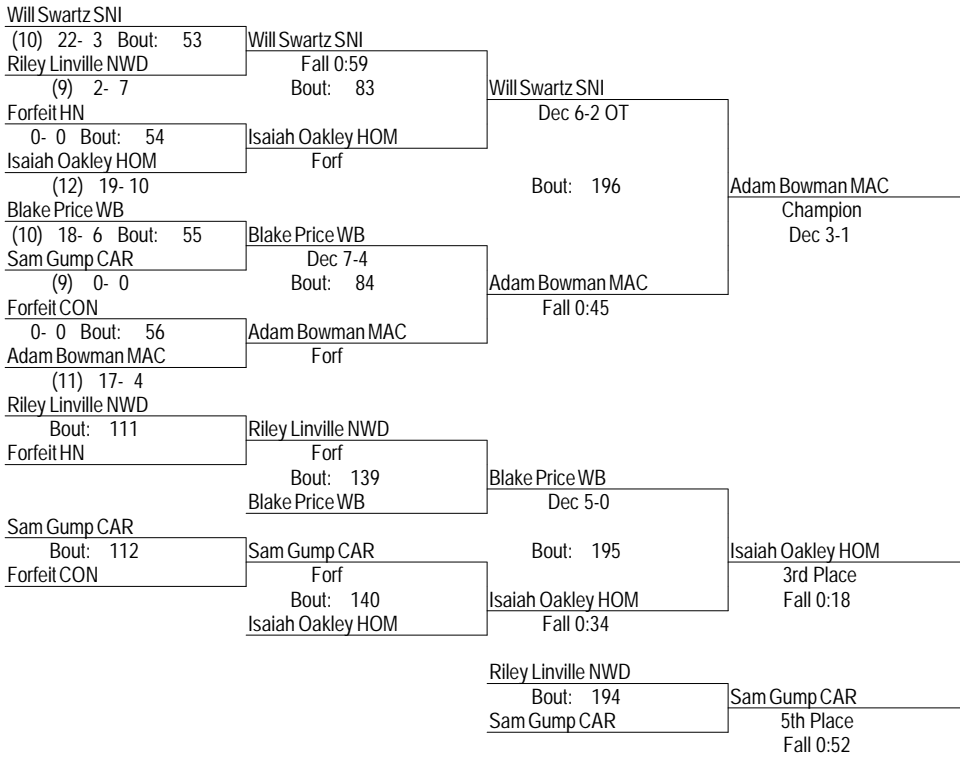 Will Swartz SNI
(10) 22- 3 Bout: 53
Riley Linville NWD
(9) 2- 7
Forfeit HN
0- 0 Bout: 54
Isaiah Oakley HOM
(12) 19- 10
Blake Price WB
(10) 18- 6 Bout: 55
Sam Gump CAR
(9) 0- 0
Forfeit CON
0- 0 Bout: 56
Adam Bowman MAC
(11) 17- 4
Will Swartz SNI
Fall 0:59
Bout: 83
Isaiah Oakley HOM
Forf
Blake Price WB
Dec 7-4
Bout: 84
Adam Bowman MAC
Forf
Will Swartz SNI
Dec 6-2 OT
Bout: 196
Adam Bowman MAC
Fall 0:45
Adam Bowman MAC
Champion
Dec 3-1
Riley Linville NWD
Bout: 111
Forfeit HN
Sam Gump CAR
Bout: 112
Forfeit CON
Riley Linville NWD
Forf
Bout: 139
Blake Price WB
Sam Gump CAR
Forf
Bout: 140
Isaiah Oakley HOM
Blake Price WB
Dec 5-0
Bout: 195
Isaiah Oakley HOM
Fall 0:34
Isaiah Oakley HOM
3rd Place
Fall 0:18
Riley Linville NWD
Bout: 194
Sam Gump CAR
Sam Gump CAR
5th Place
Fall 0:52